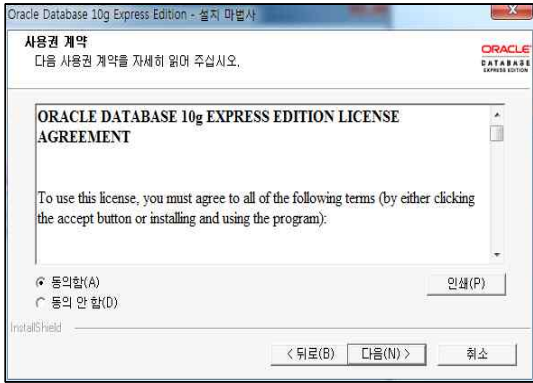 Oracle Database 10g Express Edition - 설치 마법사
사용권 계약
다음 사용권 계약을 자세히 읽어 주십시오.
ORACLE
DATABASE
EXPRESS EDITION
ORACLE DATABASE 10g EXPRESS EDITION LICENSE
AGREEMENT
To use this license, you must agree to all of the following terms (by either clicking
the accept button or installing and using the program):
동의함(A)
인쇄(P)
동의 안 함(D)
InstallShield
< 뒤로(B)
다음(N) >
취소